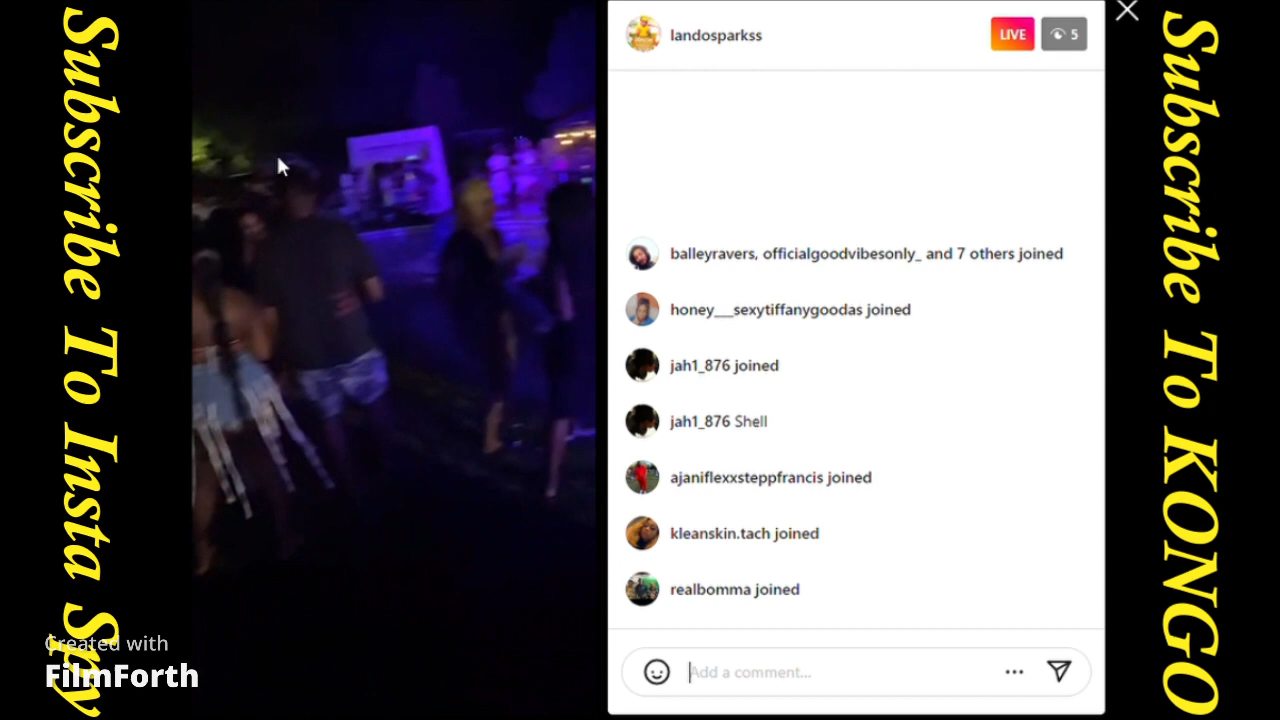 Subscribe To Insta Spy
landosparkss
LIVE
5
balleyravers, officialgoodvibesonly_ and 7 others joined
honey___sexytiffanygoodas joined
jah1_876 joined
jah1_876 Shell
ajaniflexxsteppfrancis joined
kleanskin.tach joined
realbomma joined
Add a comment...
Subscribe To KONGO
Created with
FilmForth